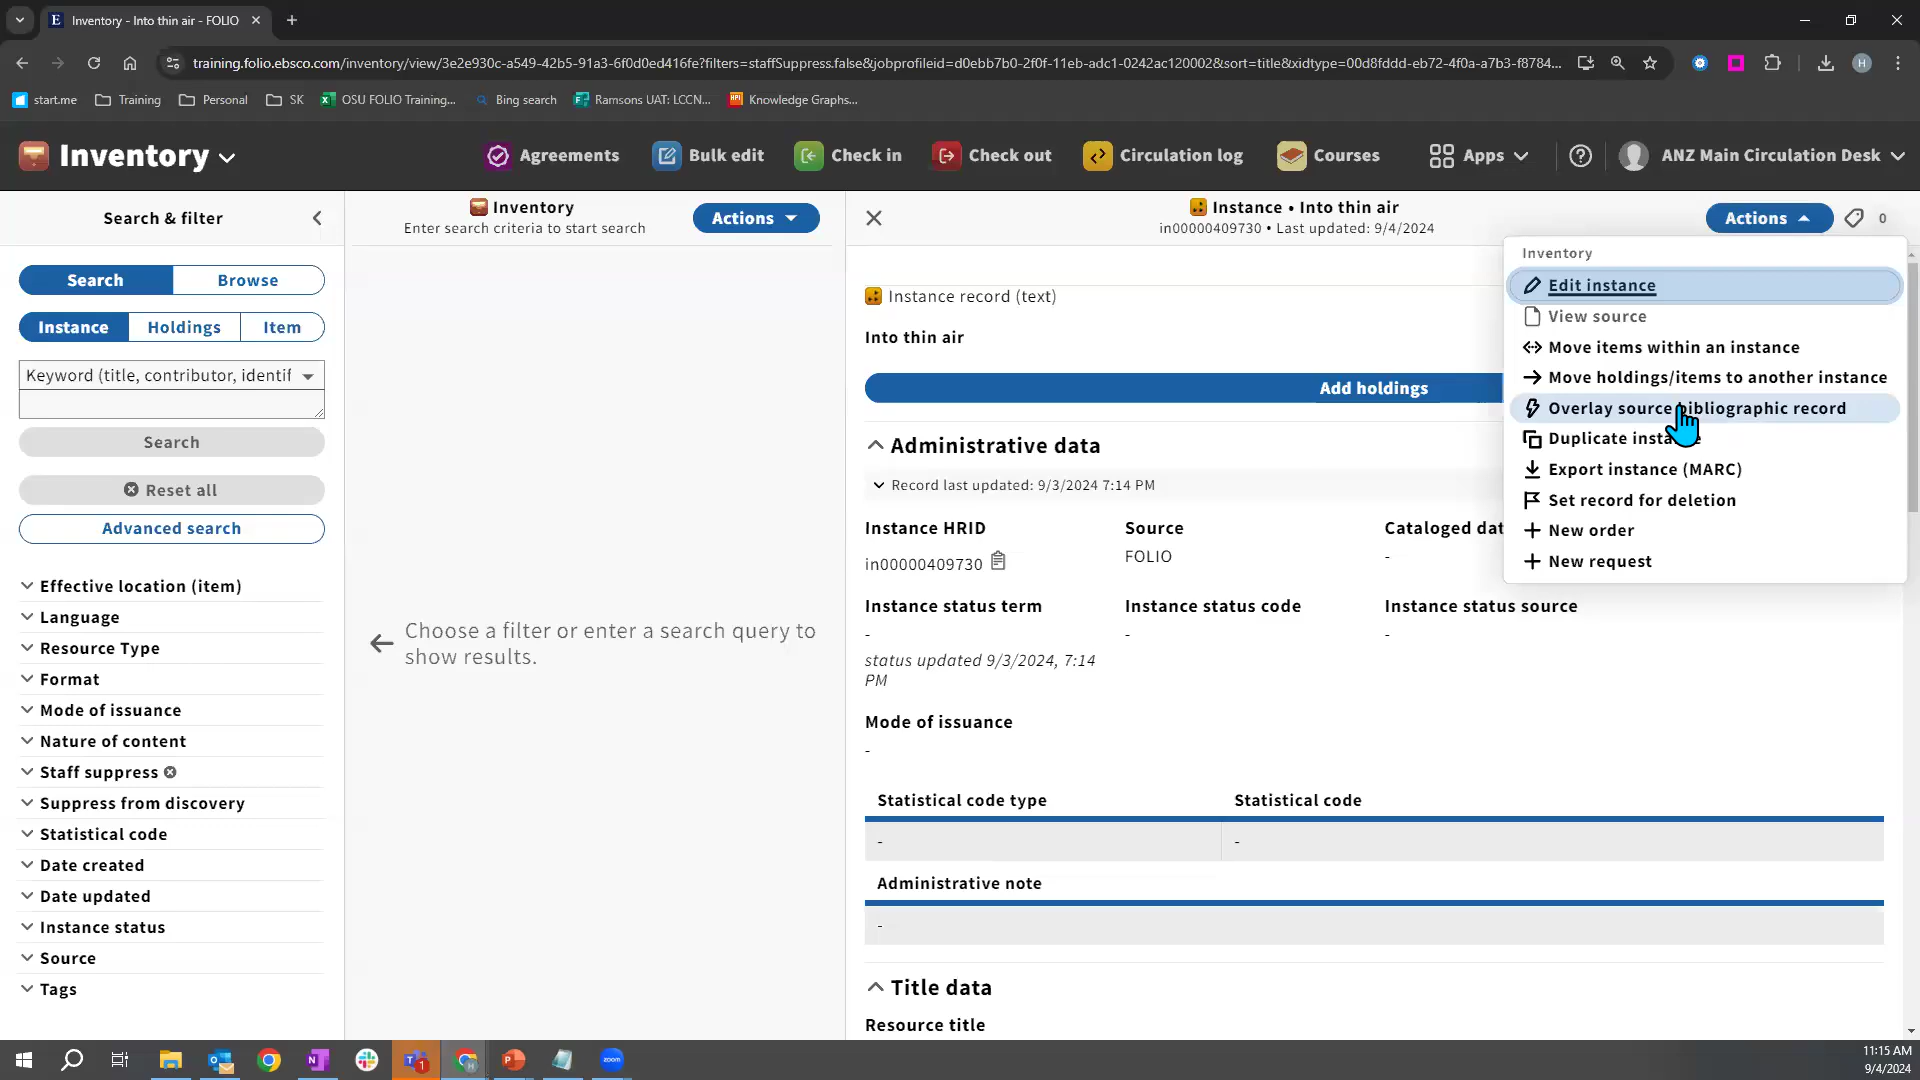 Inventory - Into thin air - FOLIO
training.folio.ebsco.com/inventory/view/3e2e930c-a549-42b5-91a3-6f0d0ed416fe?filters=staffSuppress.false&jobprofileid=d0ebb7b0-2f0f-11eb-adc1-0242ac120002&sort=title&xidtype=00d8fddd-eb72-4f0a-a7b3-f8784...
H
start.me
Training
Personal
SK
OSU FOLIO Training...
Bing search
Ramsons UAT: LCCN...
Knowledge Graphs...
Inventory
Agreements
Bulk edit
Check in
Check out
Circulation log
Courses
Apps
ANZ Main Circulation Desk
Search & filter
Search
Browse
Instance
Holdings
Item
Keyword (title, contributor, identif
Search
Reset all
Advanced search
Effective location (item)
Language
Resource Type
Format
Mode of issuance
Nature of content
Staff suppress
Suppress from discovery
Statistical code
Date created
Date updated
Instance status
Source
Tags
Inventory
Enter search criteria to start search
Actions
Choose a filter or enter a search query to
show results.
Instance • Into thin air
in00000409730 • Last updated: 9/4/2024
Actions
0
Inventory
Edit instance
View source
Move items within an instance
Move holdings/items to another instance
Overlay source bibliographic record
Duplicate
Export instance (MARC)
Set record for deletion
New order
New request
Instance record (text)
Into thin air
Add holdings
Administrative data
Record last updated: 9/3/2024 7:14 PM
Instance HRID
in00000409730
Source
FOLIO
Cataloged dat
-
Instance status term
-
status updated 9/3/2024, 7:14
PM
Instance status code
-
Instance status source
-
Mode of issuance
-
Statistical code type
Statistical code
-
-
Administrative note
-
Title data
Resource title
11:15 AM
9/4/2024